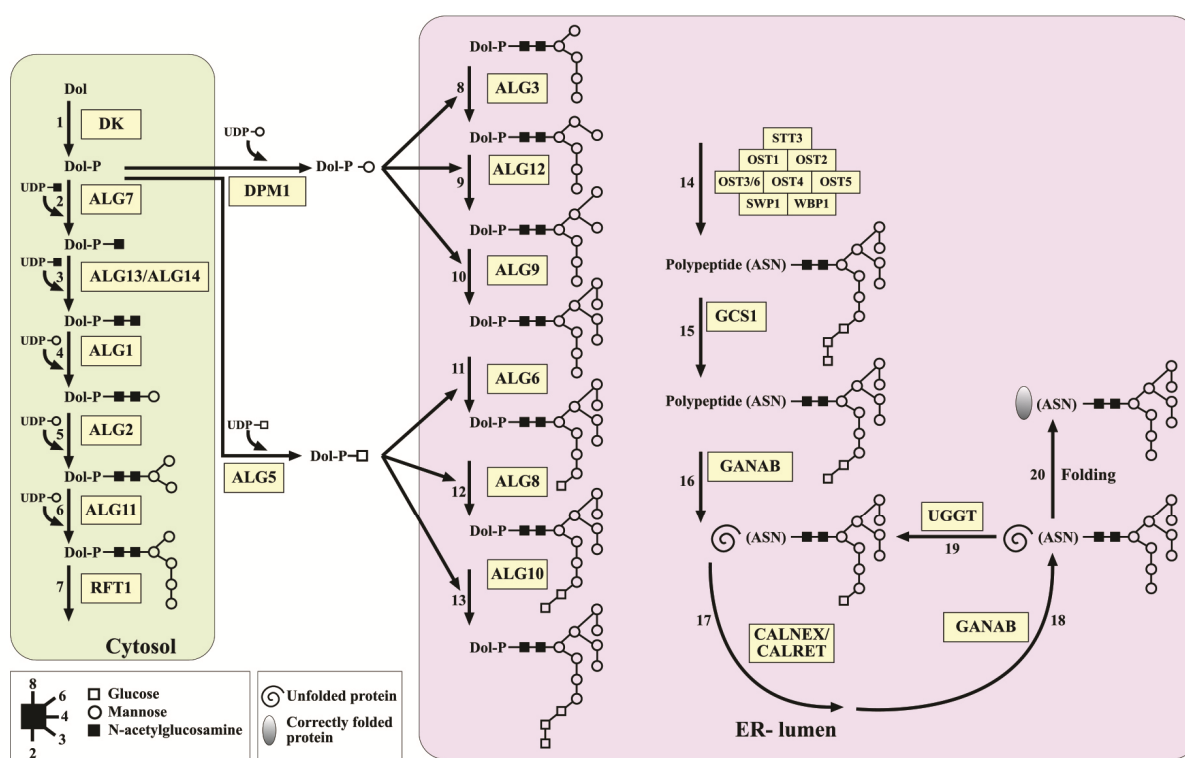 Dol
1
DK
Dol-P
UDP
2
ALG7
Dol-P
UDP
3
ALG13/ALG14
Dol-P
UDP
4
ALG1
Dol-P
UDP
5
ALG2
Dol-P
UDP
6
ALG11
Dol-P
7
RFT1
Cytosol
UDP
DPM1
Dol-P
UDP
ALG5
Dol-P
Dol-P
8
ALG3
Dol-P
9
ALG12
Dol-P
10
ALG9
Dol-P
11
ALG6
Dol-P
12
ALG8
Dol-P
13
ALG10
Dol-P
14
STT3
OST1 OST2
OST3/6 OST4 OST5
SWP1 WBP1
Polypeptide (ASN)
15
GCS1
Polypeptide (ASN)
16
GANAB
(ASN)
17
CALNEX/
CALRET
GANAB
18
UGGT
19
(ASN)
20 Folding
(ASN)
ER- lumen
8
6
4
3
2
Glucose
Mannose
N-acetylglucosamine
Unfolded protein
Correctly folded
protein